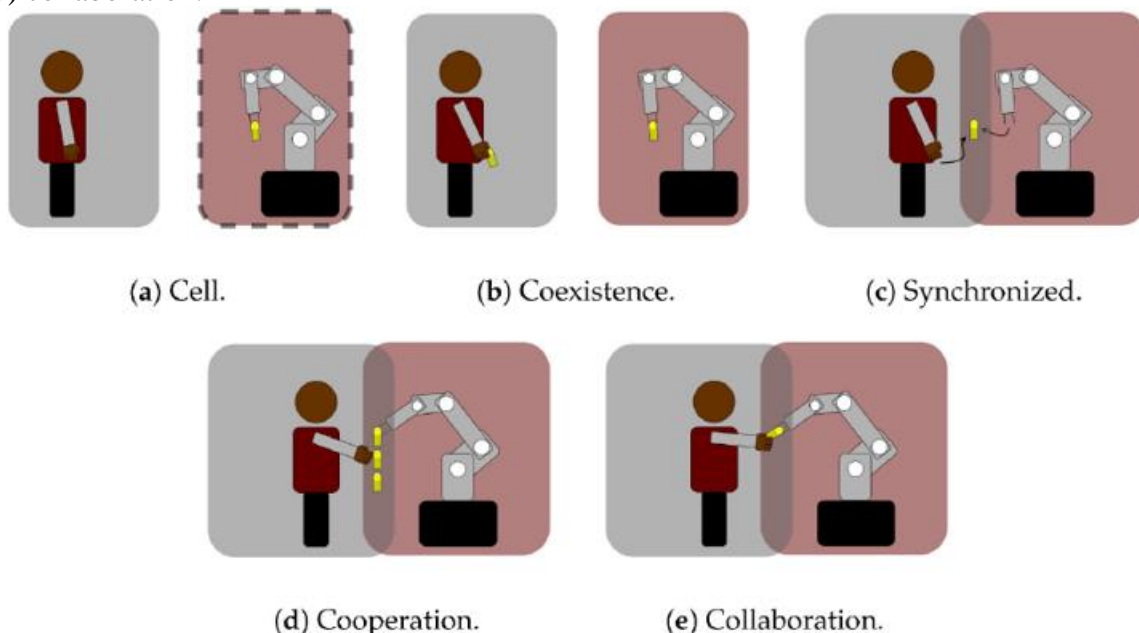 (a) Cell.
(b) Coexistence.
(c) Synchronized.
(d) Cooperation.
(e) Collaboration.